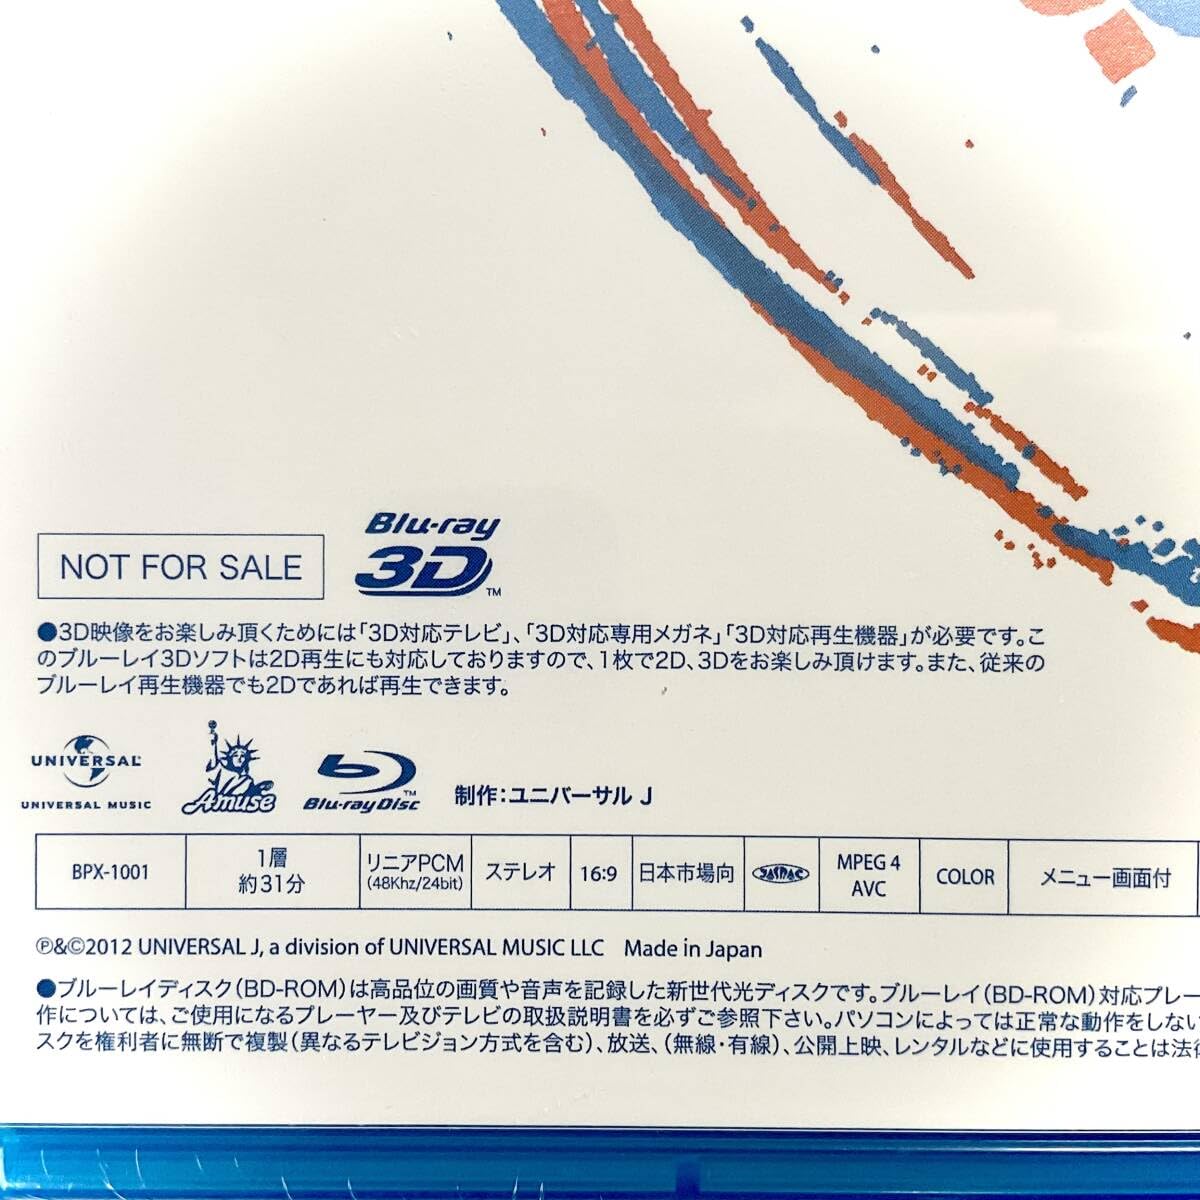 NOT FOR SALE
Blu-ray
3D™
●3D映像をお楽しみ頂くためには「3D対応テレビ」、「3D対応専用メガネ」「3D対応再生機器」が必要です。こ
のブルーレイ3Dソフトは2D再生にも対応しておりますので、1枚で2D、3Dをお楽しみ頂けます。また、従来の
ブルーレイ再生機器でも2Dであれば再生できます。
UNIVERSAL
UNIVERSAL MUSIC
Amuse
Blu-ray Disc™
制作：ユニバーサル J
BPX-1001
1層
約31分
リニアPCM
(48Khz/24bit)
ステレオ
16:9
日本市場向
JASRAC
MPEG 4
AVC
COLOR
メニュー画面付
℗&©2012 UNIVERSAL J, a division of UNIVERSAL MUSIC LLC Made in Japan
●ブルーレイディスク（BD-ROM）は高品位の画質や音声を記録した新世代光ディスクです。ブルーレイ（BD-ROM）対応プレー
作については、ご使用になるプレーヤー及びテレビの取扱説明書を必ずご参照下さい。パソコンによっては正常な動作をしない
スクを権利者に無断で複製（異なるテレビジョン方式を含む）、放送、（無線・有線）、公開上映、レンタルなどに使用することは法律